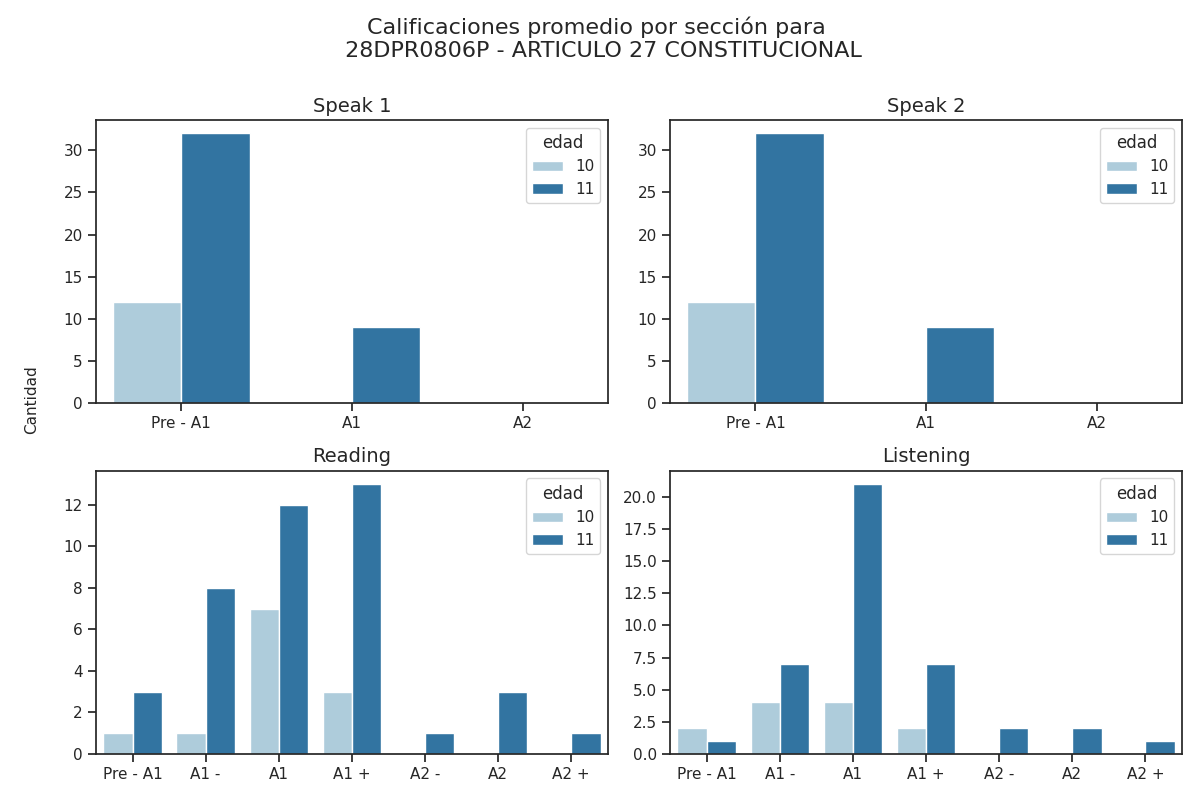 Calificaciones promedio por sección para
28DPR0806P - ARTICULO 27 CONSTITUCIONAL
Cantidad
Speak 1
30
25
20
15
10
5
0
Pre - A1 A1 A2
edad
10
11
Speak 2
30
25
20
15
10
5
0
Pre - A1 A1 A2
edad
10
11
Reading
12
10
8
6
4
2
0
Pre - A1 A1 - A1 A1 + A2 - A2 A2 +
edad
10
11
Listening
20.0
17.5
15.0
12.5
10.0
7.5
5.0
2.5
0.0
Pre - A1 A1 - A1 A1 + A2 - A2 A2 +
edad
10
11